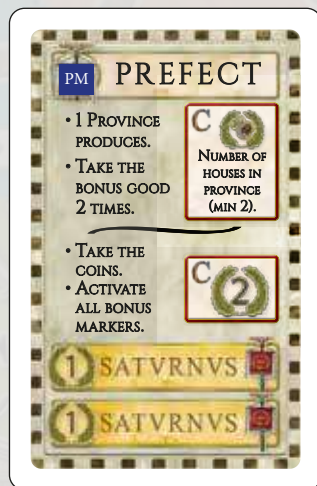 PM PREFECT
• 1 PROVINCE
PRODUCES.
• TAKE THE
BONUS GOOD
2 TIMES.
C
NUMBER OF
HOUSES IN
PROVINCE
(MIN 2).
• TAKE THE
COINS.
• ACTIVATE
ALL BONUS
MARKERS.
C 2
1 SATVRNVS
1 SATVRNVS